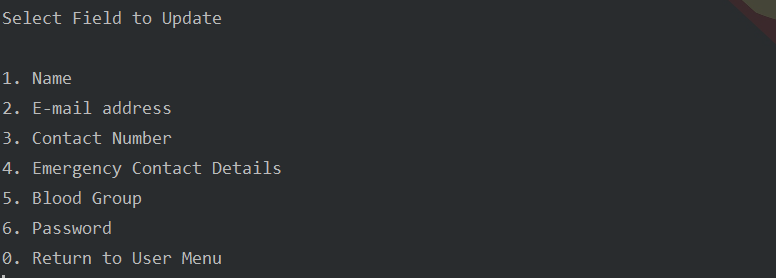 Select Field to Update
1. Name
2. E-mail address
3. Contact Number
4. Emergency Contact Details
5. Blood Group
6. Password
0. Return to User Menu